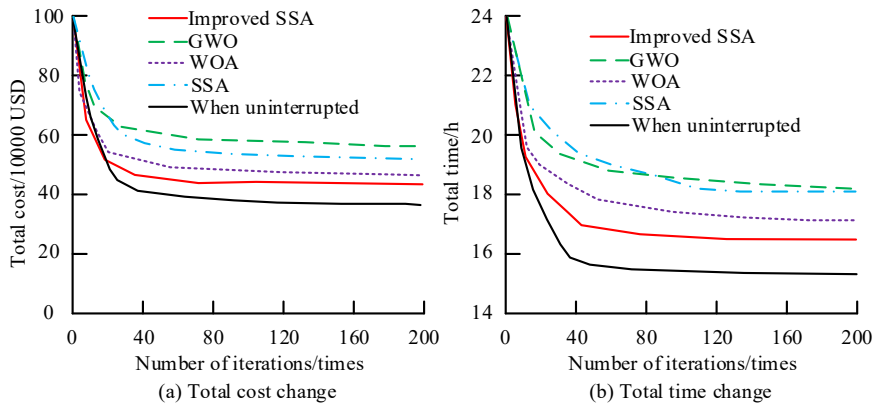 100
80
60
40
20
0
Total cost/10000 USD
Improved SSA
GWO
WOA
SSA
When uninterrupted
0 40 80 120 160 200
Number of iterations/times
(a) Total cost change
24
22
20
18
16
14
Total time/h
Improved SSA
GWO
WOA
SSA
When uninterrupted
0 40 80 120 160 200
Number of iterations/times
(b) Total time change